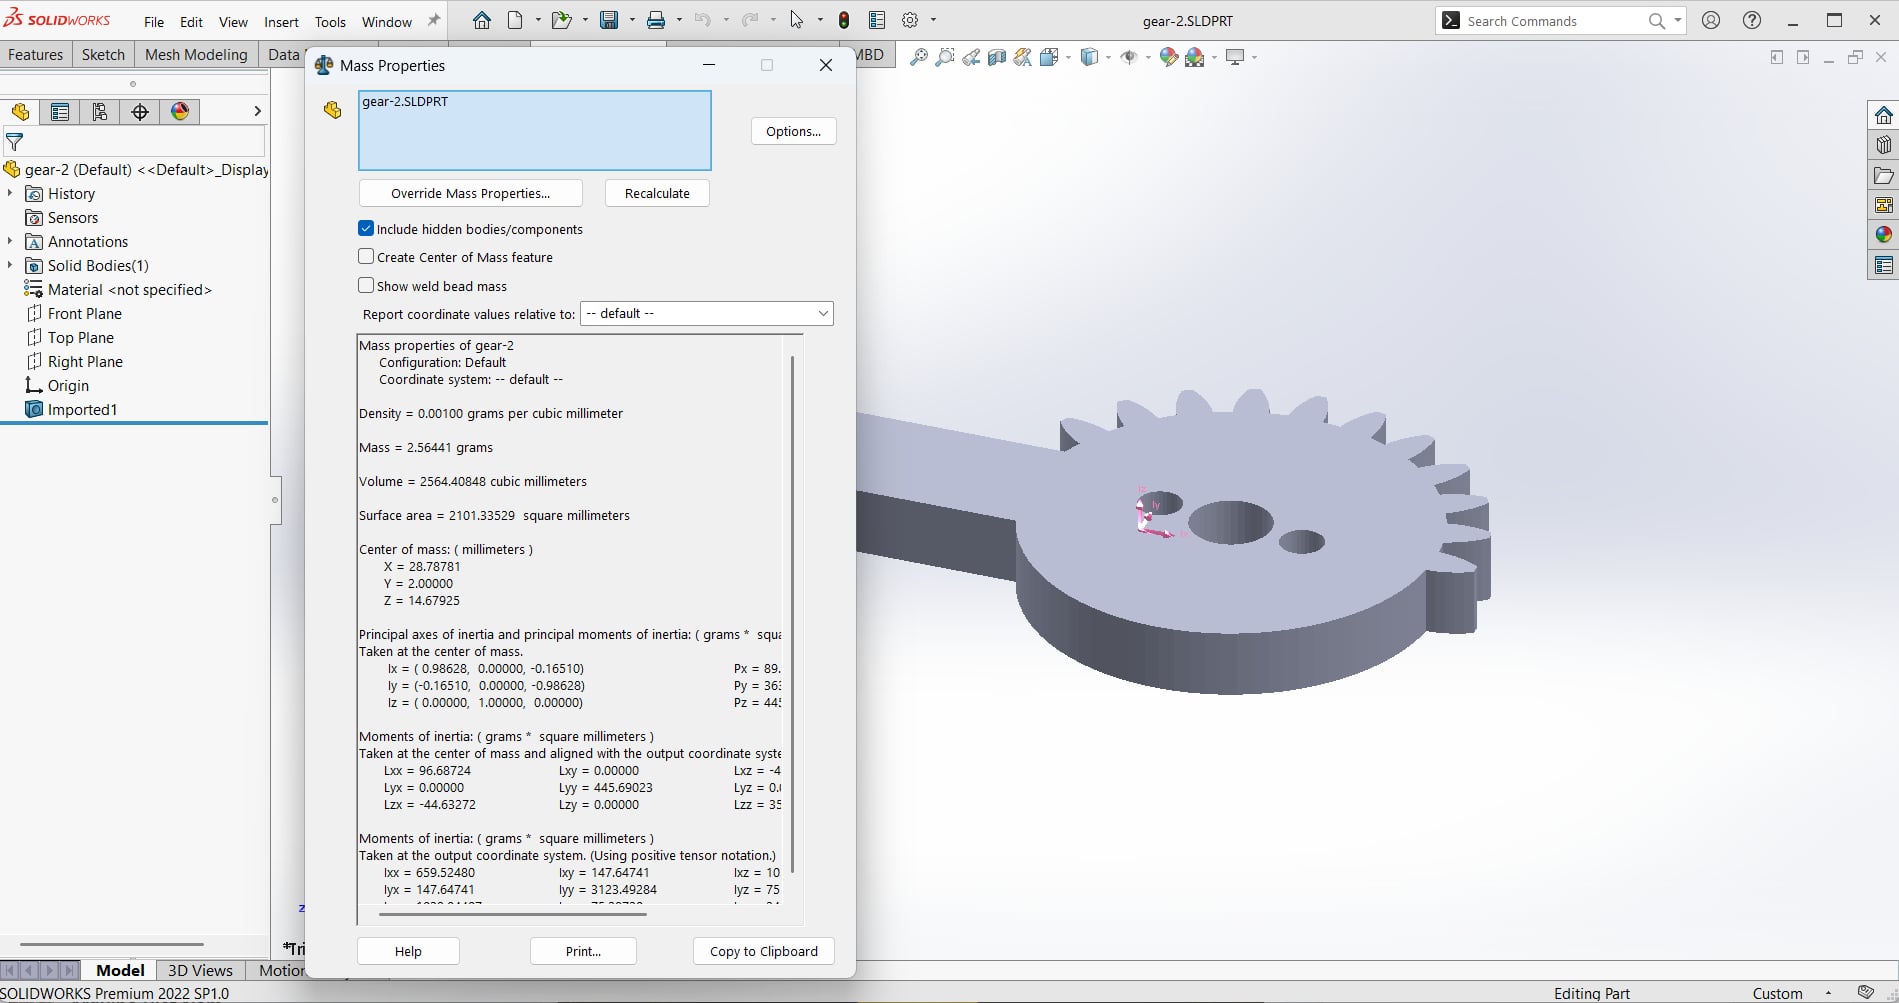 SOLIDWORKS File Edit View Insert Tools Window gear-2.SLDPRT Search Commands
Features Sketch Mesh Modeling Data MBD
Mass Properties
gear-2.SLDPRT
Options...
Override Mass Properties... Recalculate
Include hidden bodies/components
Create Center of Mass feature
Show weld bead mass
Report coordinate values relative to: -- default --
gear-2 (Default) <<Default>_Display
History
Sensors
Annotations
Solid Bodies(1)
Material <not specified>
Front Plane
Top Plane
Right Plane
Origin
Imported1
Mass properties of gear-2
Configuration: Default
Coordinate system: -- default --
Density = 0.00100 grams per cubic millimeter
Mass = 2.56441 grams
Volume = 2564.40848 cubic millimeters
Surface area = 2101.33529 square millimeters
Center of mass: ( millimeters )
X = 28.78781
Y = 2.00000
Z = 14.67925
Principal axes of inertia and principal moments of inertia: ( grams * squa
Taken at the center of mass.
Ix = ( 0.98628, 0.00000, -0.16510) Px = 89.
Iy = (-0.16510, 0.00000, -0.98628) Py = 363
Iz = ( 0.00000, 1.00000, 0.00000) Pz = 445
Moments of inertia: ( grams * square millimeters )
Taken at the center of mass and aligned with the output coordinate syste
Lxx = 96.68724 Lxy = 0.00000 Lxz = -4
Lyx = 0.00000 Lyy = 445.69023 Lyz = 0.0
Lzx = -44.63272 Lzy = 0.00000 Lzz = 35
Moments of inertia: ( grams * square millimeters )
Taken at the output coordinate system. (Using positive tensor notation.)
Ixx = 659.52480 Ixy = 147.64741 Ixz = 10
Iyx = 147.64741 Iyy = 3123.49284 Iyz = 75
Help Print... Copy to Clipboard
Iz
Iy
Ix
z
*Tri
Model 3D Views Motion
SOLIDWORKS Premium 2022 SP1.0 Editing Part Custom